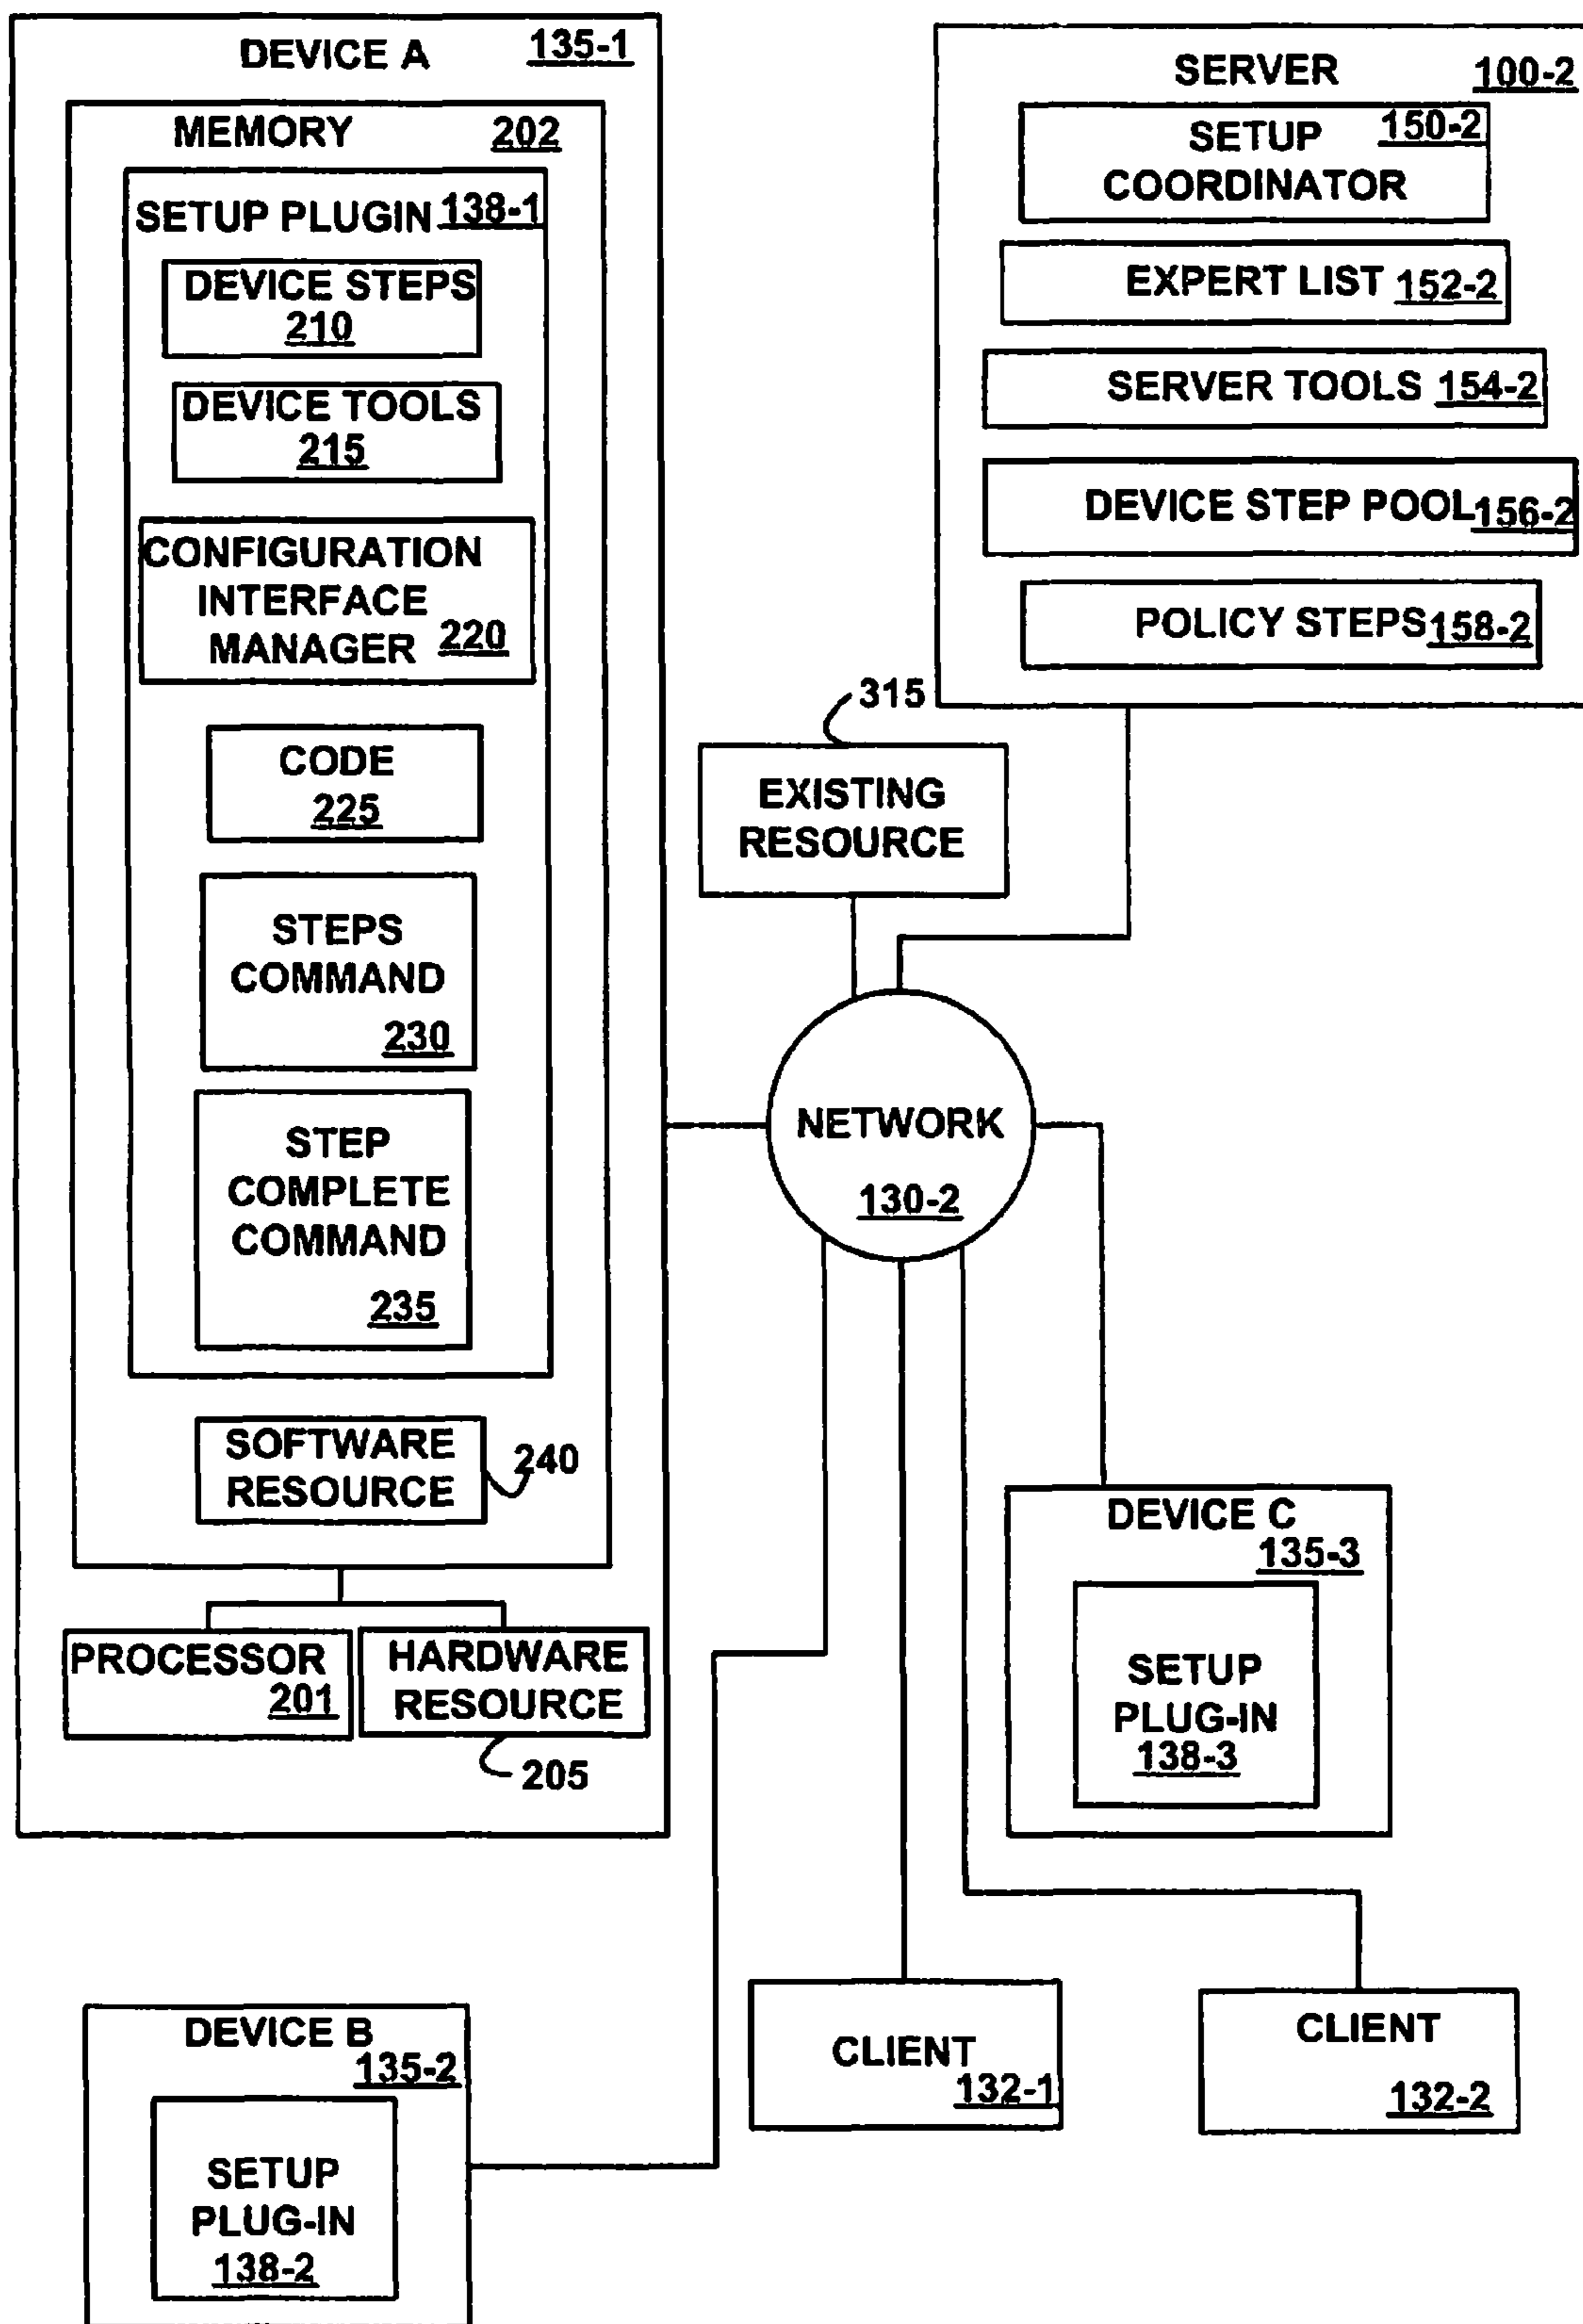 DEVICE A 135-1
MEMORY 202
SETUP PLUGIN 138-1
DEVICE STEPS
210
DEVICE TOOLS
215
CONFIGURATION
INTERFACE
MANAGER 220
CODE
225
STEPS
COMMAND
230
STEP
COMPLETE
COMMAND
235
SOFTWARE
RESOURCE
240
PROCESSOR
201
HARDWARE
RESOURCE
205
SERVER 100-2
SETUP 150-2
COORDINATOR
EXPERT LIST 152-2
SERVER TOOLS 154-2
DEVICE STEP POOL 156-2
POLICY STEPS 158-2
315
EXISTING
RESOURCE
NETWORK
130-2
DEVICE C
135-3
SETUP
PLUG-IN
138-3
DEVICE B
135-2
SETUP
PLUG-IN
138-2
CLIENT
132-1
CLIENT
132-2